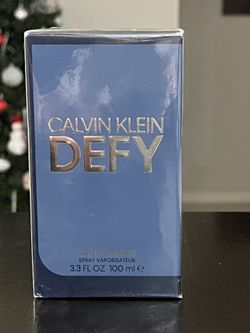 CALVIN KLEIN
DEFY
SPRAY VAPORISATEUR
3.3 FL OZ 100 ml ℮